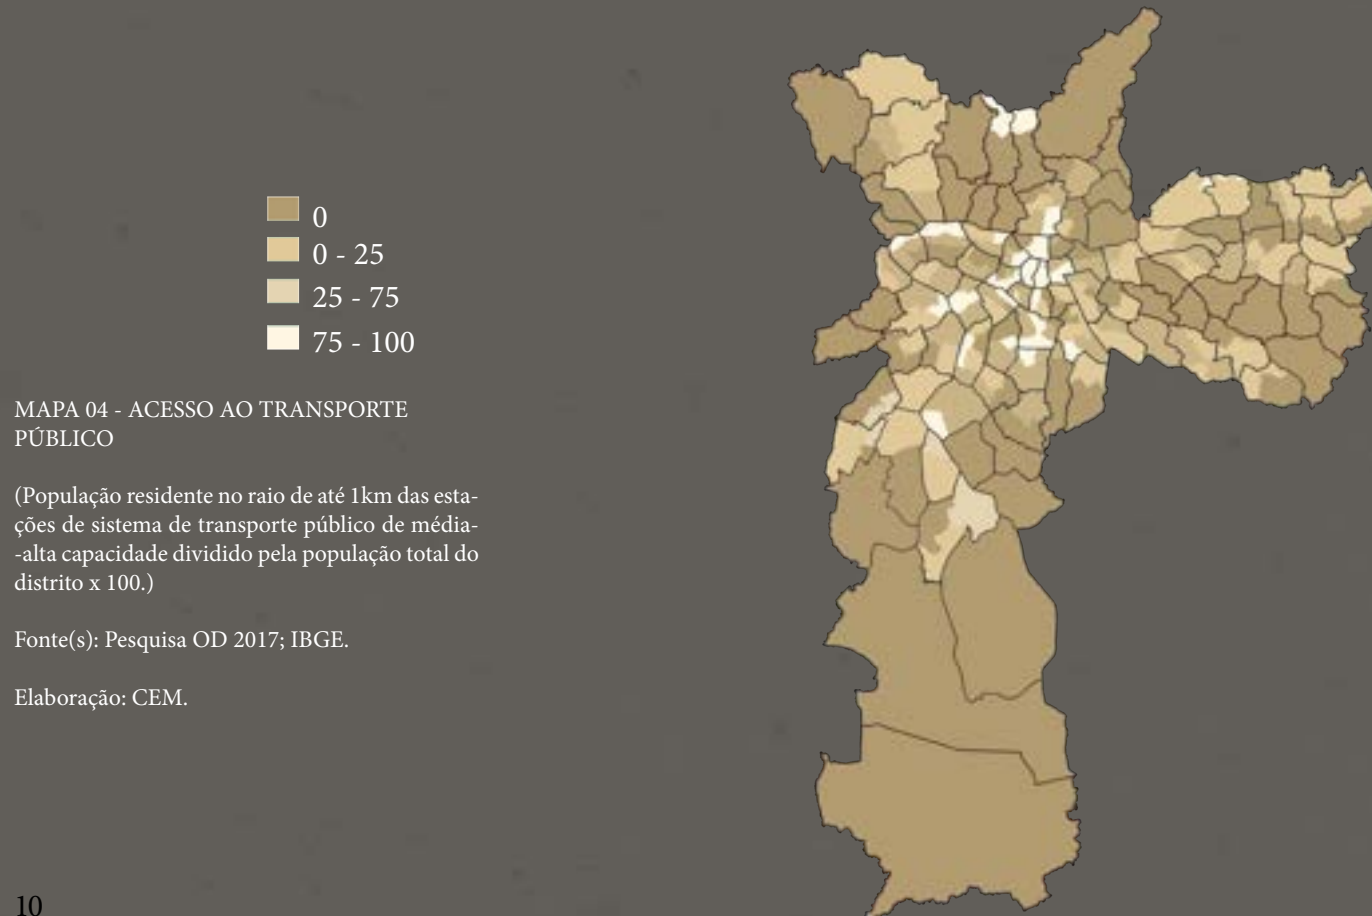 0
0 - 25
25 - 75
75 - 100
MAPA 04 - ACESSO AO TRANSPORTE
PÚBLICO
(População residente no raio de até 1km das esta-
ções de sistema de transporte público de média-
-alta capacidade dividido pela população total do
distrito x 100.)
Fonte(s): Pesquisa OD 2017; IBGE.
Elaboração: CEM.
10